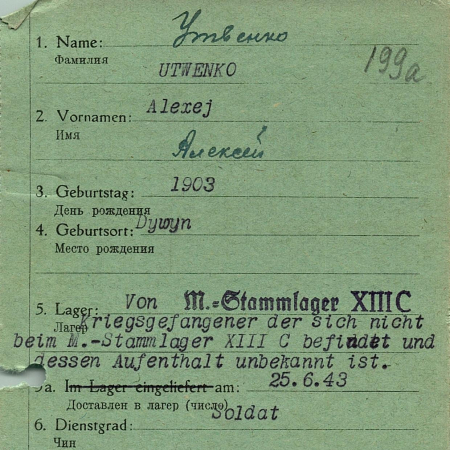 Утвенко
1. Name:
Фамилия
UTWENKO
199a
2. Vornamen: Alexej
Имя
Алексей
3. Geburtstag: 1903
День рождения
4. Geburtsort: Dywyn
Место рождения
5. Lager: Von M.-Stammlager XIII C
Лагерь Kriegsgefangener der sich nicht
beim M.-Stammlager XIII C befindet und
dessen Aufenthalt unbekannt ist.
5a. Im Lager eingeliefert am: 25.6.43
Доставлен в лагер (число)
6. Dienstgrad: Soldat
Чин